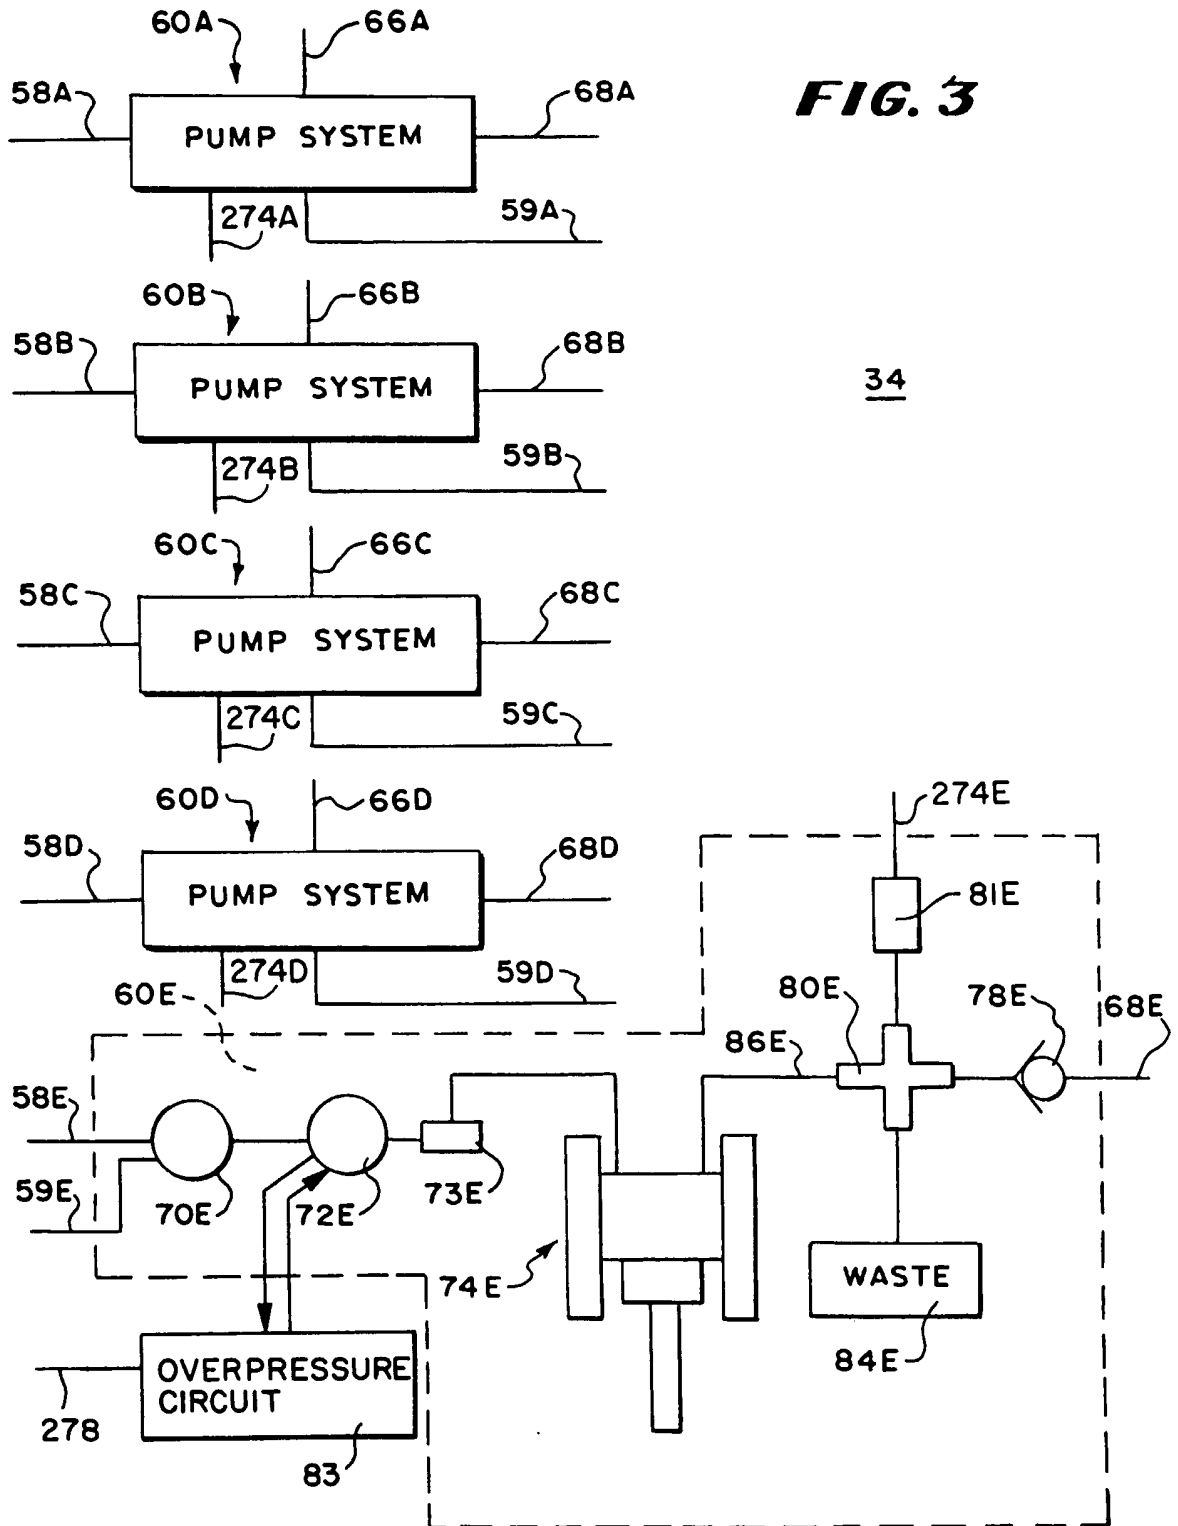 60A
66A
58A
68A
FIG. 3
PUMP SYSTEM
274A
59A
60B
66B
58B
68B
34
PUMP SYSTEM
274B
59B
60C
66C
58C
68C
PUMP SYSTEM
274C
59C
60D
66D
274E
58D
68D
81E
PUMP SYSTEM
274D
59D
60E
80E
78E
68E
86E
58E
59E
70E
72E
73E
74E
WASTE
84E
OVERPRESSURE
CIRCUIT
278
83